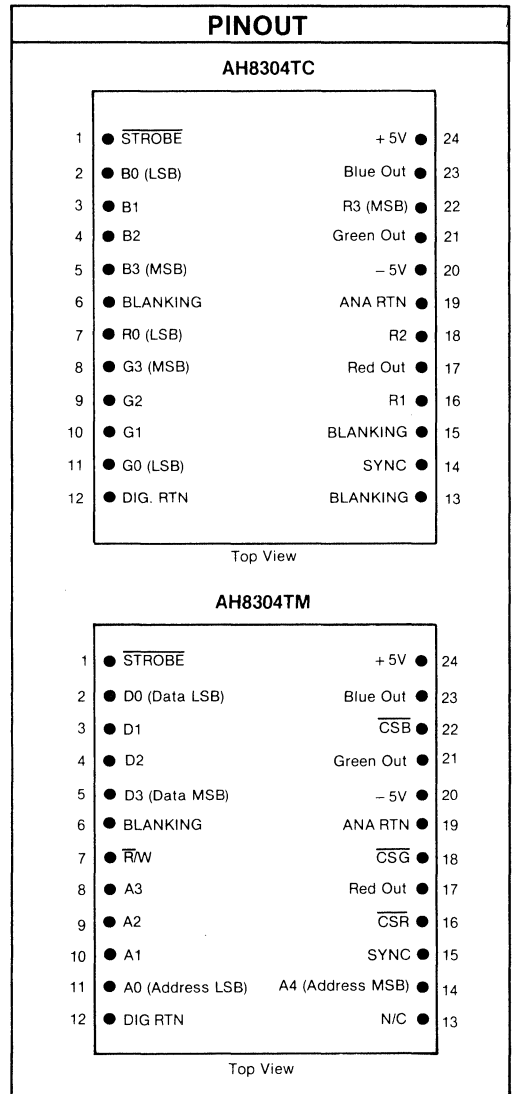 PINOUT
AH8304TC
1 S̅T̅R̅O̅B̅E̅ + 5V 24
2 B0 (LSB) Blue Out 23
3 B1 R3 (MSB) 22
4 B2 Green Out 21
5 B3 (MSB) – 5V 20
6 BLANKING ANA RTN 19
7 R0 (LSB) R2 18
8 G3 (MSB) Red Out 17
9 G2 R1 16
10 G1 BLANKING 15
11 G0 (LSB) SYNC 14
12 DIG. RTN BLANKING 13
Top View
AH8304TM
1 S̅T̅R̅O̅B̅E̅ + 5V 24
2 D0 (Data LSB) Blue Out 23
3 D1 C̅S̅B̅ 22
4 D2 Green Out 21
5 D3 (Data MSB) – 5V 20
6 BLANKING ANA RTN 19
7 R̅/W C̅S̅G̅ 18
8 A3 Red Out 17
9 A2 C̅S̅R̅ 16
10 A1 SYNC 15
11 A0 (Address LSB) A4 (Address MSB) 14
12 DIG RTN N/C 13
Top View